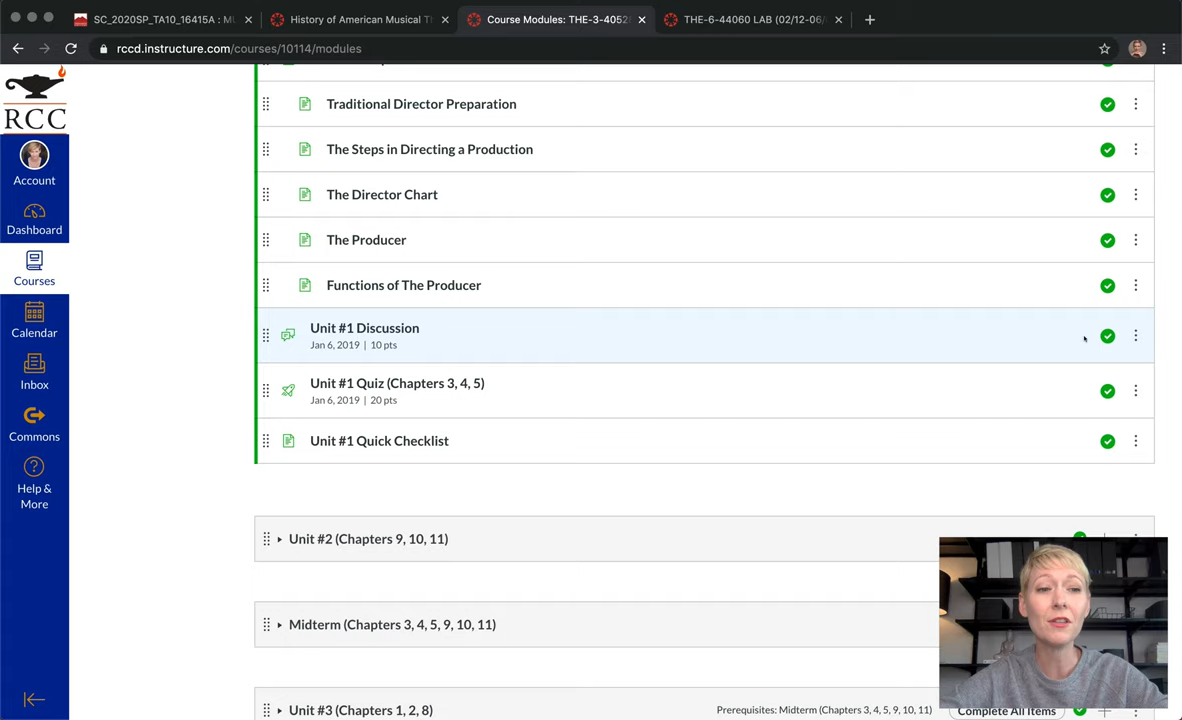 SC_2020SP_TA10_16415A : MU
History of American Musical Th
Course Modules: THE-3-40528
THE-6-44060 LAB (02/12-06/
rccd.instructure.com/courses/10114/modules
RCC
Account
Dashboard
Courses
Calendar
Inbox
Commons
Help &
More
Traditional Director Preparation
The Steps in Directing a Production
The Director Chart
The Producer
Functions of The Producer
Unit #1 Discussion
Jan 6, 2019 | 10 pts
Unit #1 Quiz (Chapters 3, 4, 5)
Jan 6, 2019 | 20 pts
Unit #1 Quick Checklist
Unit #2 (Chapters 9, 10, 11)
Midterm (Chapters 3, 4, 5, 9, 10, 11)
Unit #3 (Chapters 1, 2, 8)
Prerequisites: Midterm (Chapters 3, 4, 5, 9, 10, 11)
Complete All Items